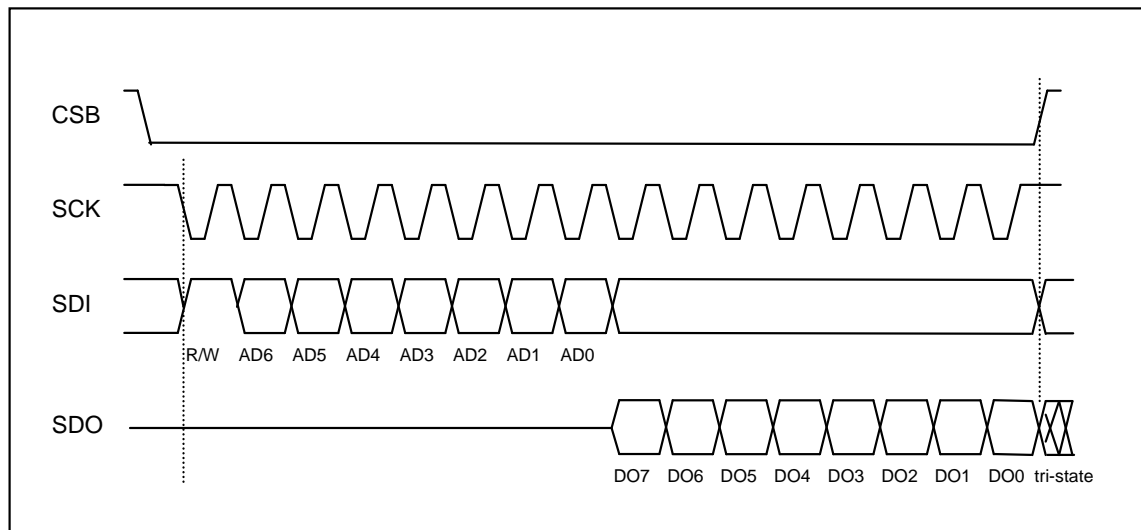 CSB
SCK
SDI
R/W AD6 AD5 AD4 AD3 AD2 AD1 AD0
SDO
DO7 DO6 DO5 DO4 DO3 DO2 DO1 DO0 tri-state